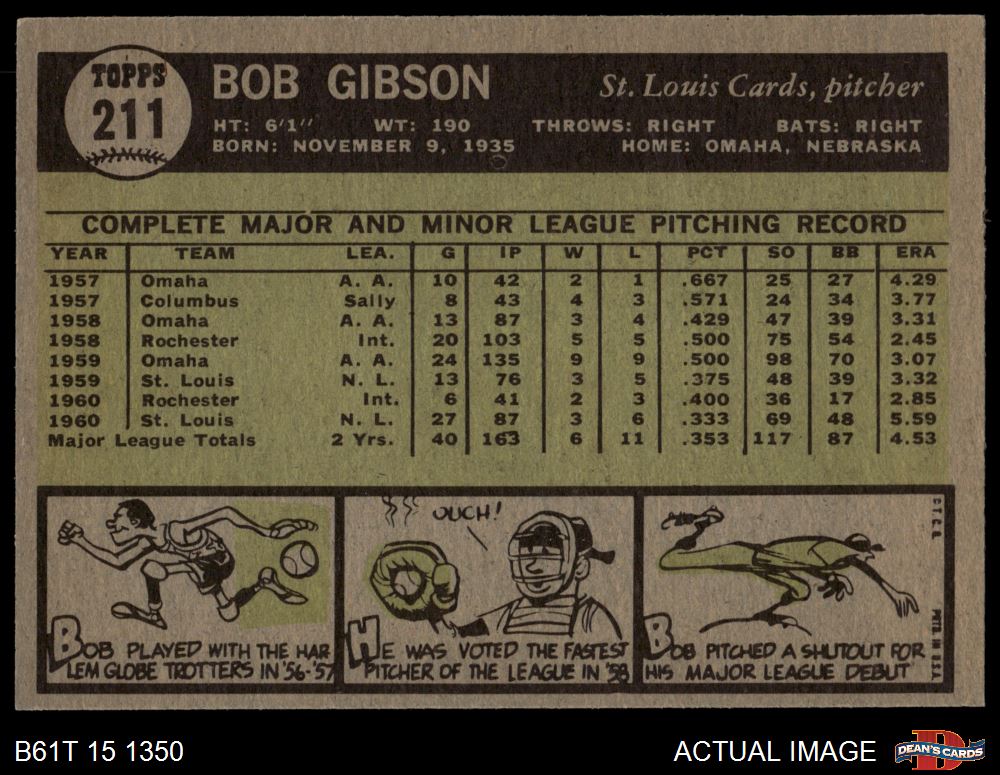 TOPPS
211
BOB GIBSON
St. Louis Cards, pitcher
HT: 6'1" WT: 190 THROWS: RIGHT BATS: RIGHT
BORN: NOVEMBER 9, 1935 HOME: OMAHA, NEBRASKA
COMPLETE MAJOR AND MINOR LEAGUE PITCHING RECORD
YEAR TEAM LEA. G IP W L PCT SO BB ERA
1957 Omaha A. A. 10 42 2 1 .667 25 27 4.29
1957 Columbus Sally 8 43 4 3 .571 24 34 3.77
1958 Omaha A. A. 13 87 3 4 .429 47 39 3.31
1958 Rochester Int. 20 103 5 5 .500 75 54 2.45
1959 Omaha A. A. 24 135 9 9 .500 98 70 3.07
1959 St. Louis N. L. 13 76 3 5 .375 48 39 3.32
1960 Rochester Int. 6 41 2 3 .400 36 17 2.85
1960 St. Louis N. L. 27 87 3 6 .333 69 48 5.59
Major League Totals 2 Yrs. 40 163 6 11 .353 117 87 4.53
BOB PLAYED WITH THE HAR
LEM GLOBE TROTTERS IN '56-'57
OUCH!
HE WAS VOTED THE FASTEST
PITCHER OF THE LEAGUE IN '58
BOB PITCHED A SHUTOUT FOR
HIS MAJOR LEAGUE DEBUT
© T.C.G.
PRTD. IN U.S.A.
B61T 15 1350
ACTUAL IMAGE
D
DEAN'S CARDS